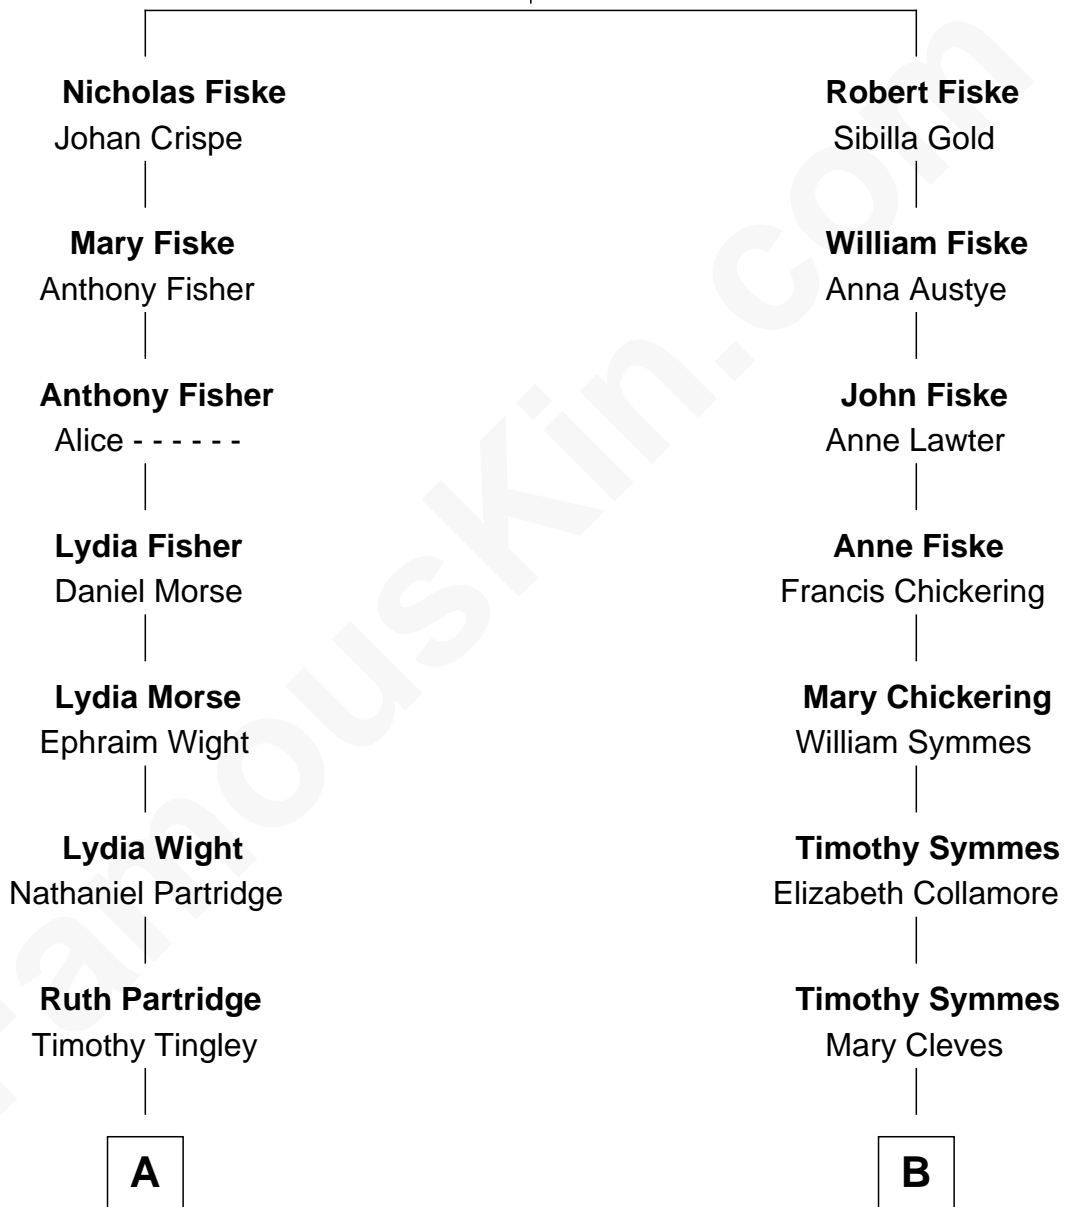 Nicholas Fiske
Johan Crispe
Mary Fiske
Anthony Fisher
Anthony Fisher
Alice - - - - - -
Lydia Fisher
Daniel Morse
Lydia Morse
Ephraim Wight
Lydia Wight
Nathaniel Partridge
Ruth Partridge
Timothy Tingley
A
Robert Fiske
Sibilla Gold
William Fiske
Anna Austye
John Fiske
Anne Lawter
Anne Fiske
Francis Chickering
Mary Chickering
William Symmes
Timothy Symmes
Elizabeth Collamore
Timothy Symmes
Mary Cleves
B
FamousKin.com